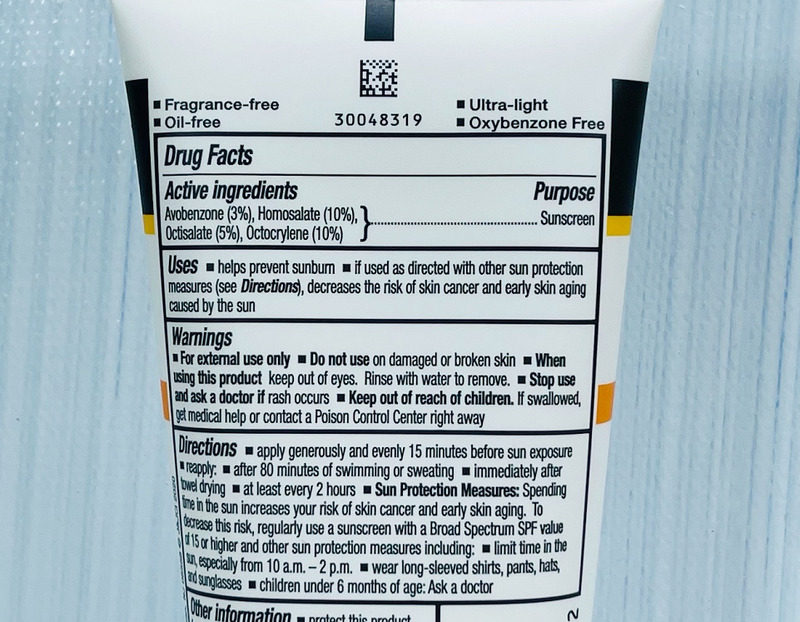 ▪ Fragrance-free ▪ Ultra-light
▪ Oil-free 30048319 ▪ Oxybenzone Free
Drug Facts
Active ingredients Purpose
Avobenzone (3%), Homosalate (10%),
Octisalate (5%), Octocrylene (10%) } Sunscreen
Uses ▪ helps prevent sunburn ▪ if used as directed with other sun protection
measures (see Directions), decreases the risk of skin cancer and early skin aging
caused by the sun
Warnings
▪ For external use only ▪ Do not use on damaged or broken skin ▪ When
using this product keep out of eyes. Rinse with water to remove. ▪ Stop use
and ask a doctor if rash occurs ▪ Keep out of reach of children. If swallowed,
get medical help or contact a Poison Control Center right away
Directions ▪ apply generously and evenly 15 minutes before sun exposure
▪ reapply: ▪ after 80 minutes of swimming or sweating ▪ immediately after
towel drying ▪ at least every 2 hours ▪ Sun Protection Measures: Spending
time in the sun increases your risk of skin cancer and early skin aging. To
decrease this risk, regularly use a sunscreen with a Broad Spectrum SPF value
of 15 or higher and other sun protection measures including: ▪ limit time in the
sun, especially from 10 a.m. – 2 p.m. ▪ wear long-sleeved shirts, pants, hats,
and sunglasses ▪ children under 6 months of age: Ask a doctor
Other information ▪ protect this product